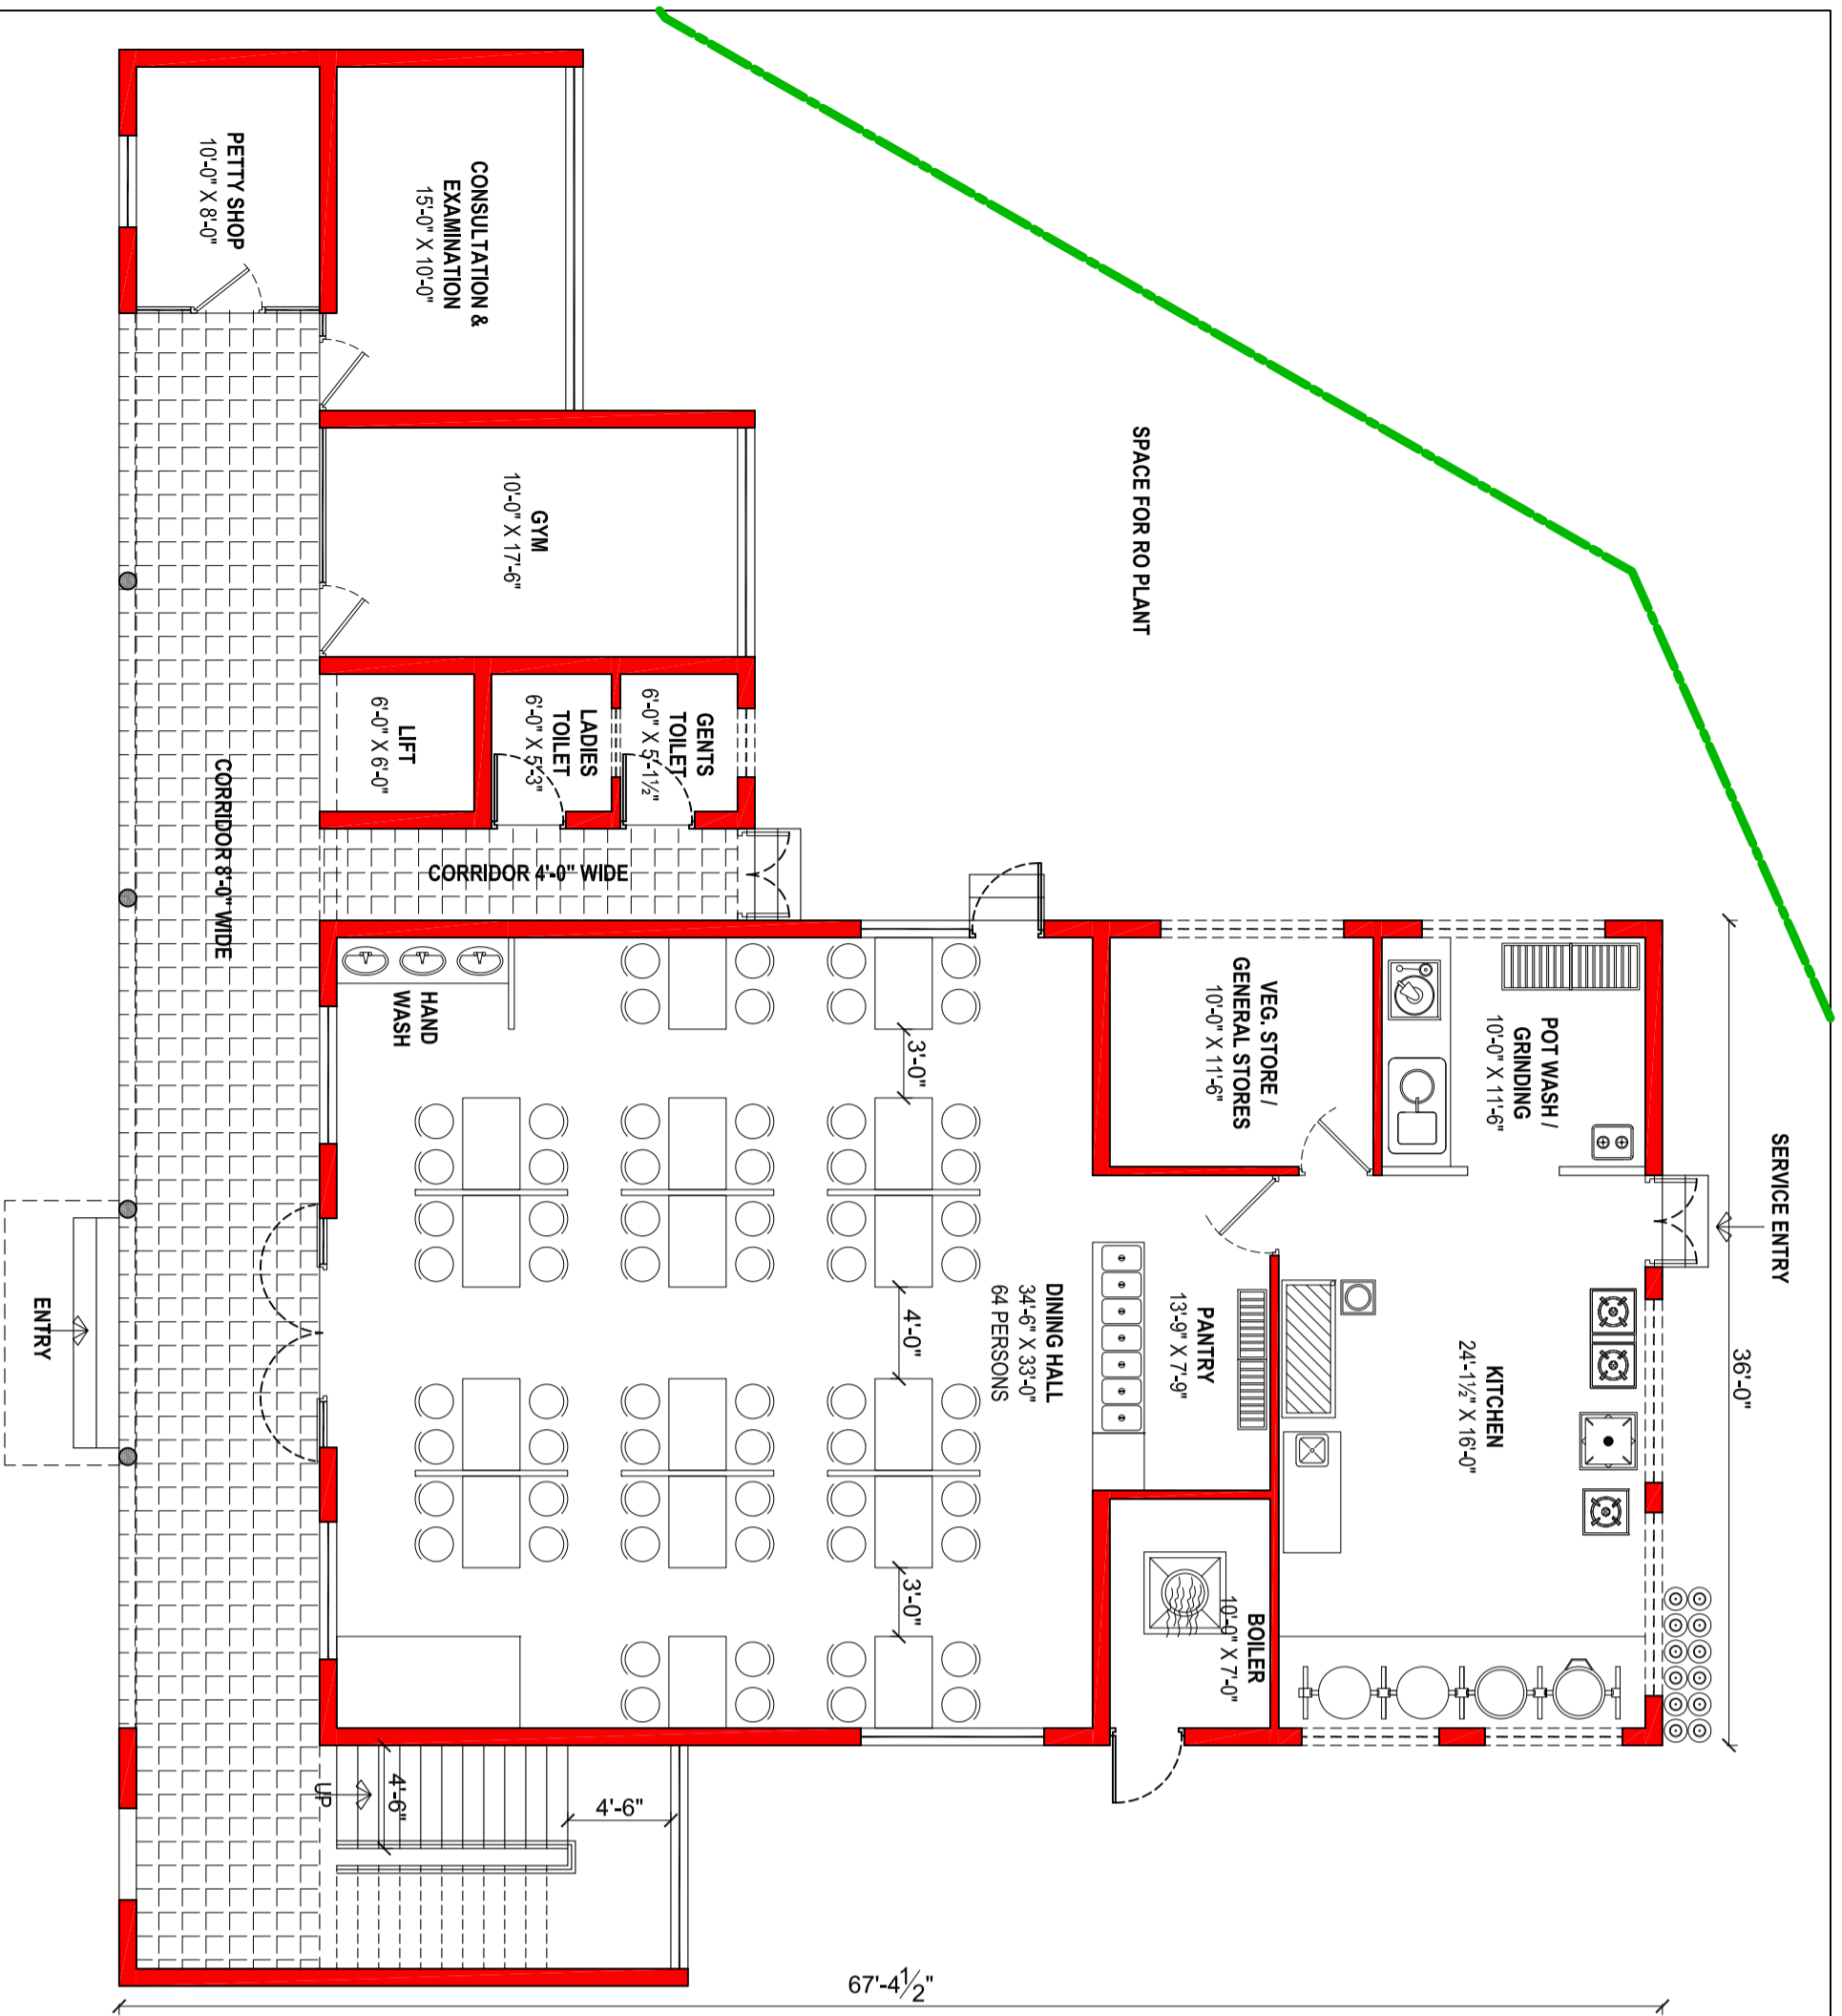 SERVICE ENTRY
36'-0"
POT WASH /
GRINDING
10'-0" X 11'-6"
KITCHEN
24'-1½" X 16'-0"
VEG. STORE /
GENERAL STORES
10'-0" X 11'-6"
PANTRY
13'-9" X 7'-9"
BOILER
10'-0" X 7'-0"
SPACE FOR RO PLANT
DINING HALL
34'-6" X 33'-0"
64 PERSONS
3'-0"
4'-0"
3'-0"
GENTS
TOILET
6'-0" X 5'-1½"
LADIES
TOILET
6'-0" X 5'-3"
LIFT
6'-0" X 6'-0"
CORRIDOR 4'-0" WIDE
GYM
10'-0" X 17'-6"
CONSULTATION &
EXAMINATION
15'-0" X 10'-0"
HAND
WASH
4'-6"
4'-6"
UP
PETTY SHOP
10'-0" X 8'-0"
CORRIDOR 8'-0" WIDE
ENTRY
67'-4½"